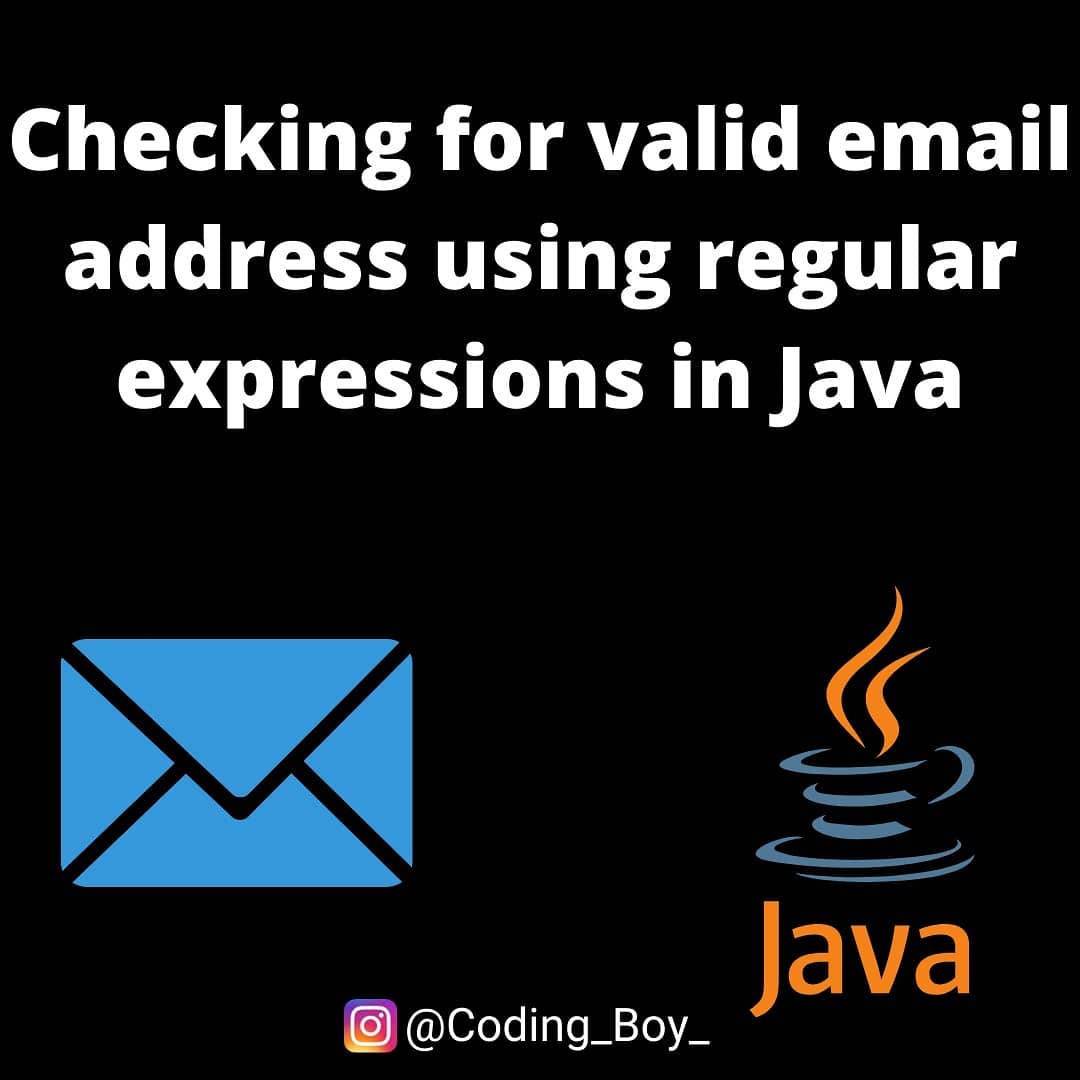 Checking for valid email
address using regular
expressions in Java
Java
@Coding_Boy_